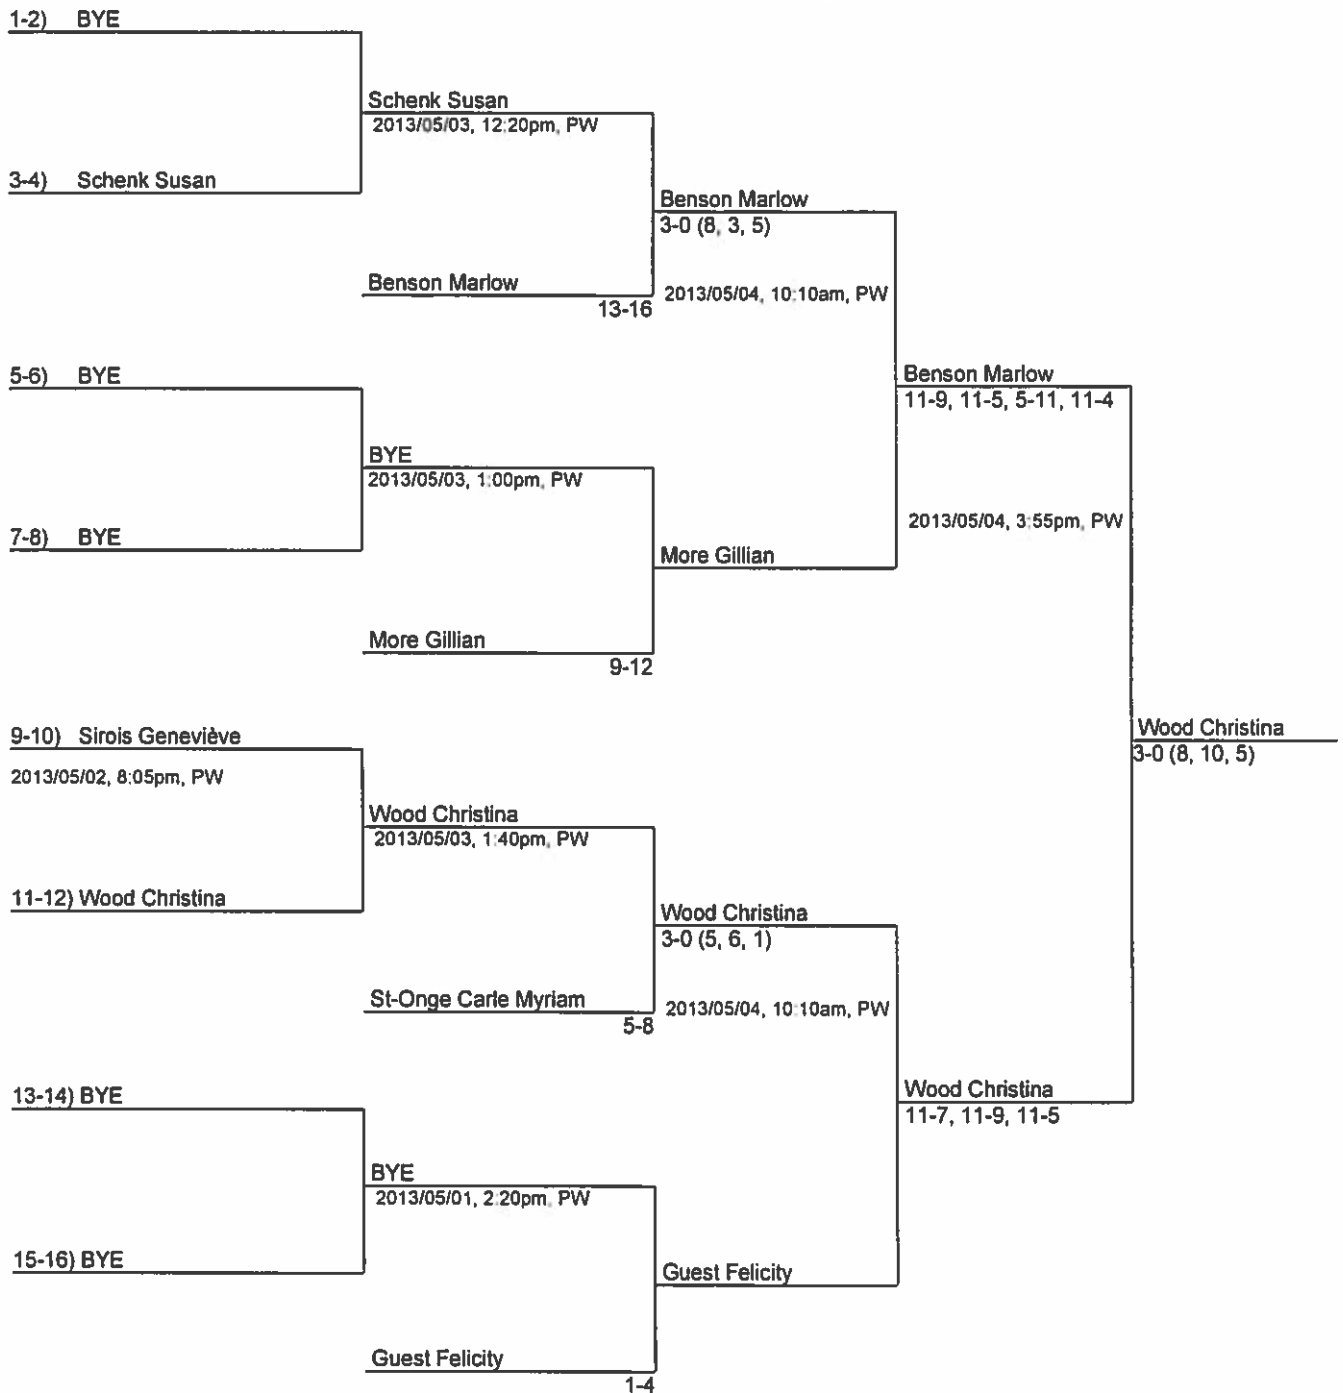 1-2) BYE
Schenk Susan
2013/05/03, 12:20pm, PW
3-4) Schenk Susan
Benson Marlow
3-0 (8, 3, 5)
Benson Marlow
13-16
2013/05/04, 10:10am, PW
5-6) BYE
Benson Marlow
11-9, 11-5, 5-11, 11-4
BYE
2013/05/03, 1:00pm, PW
2013/05/04, 3:55pm, PW
7-8) BYE
More Gillian
More Gillian
9-12
9-10) Sirois Geneviève
2013/05/02, 8:05pm, PW
Wood Christina
3-0 (8, 10, 5)
Wood Christina
2013/05/03, 1:40pm, PW
11-12) Wood Christina
Wood Christina
3-0 (5, 6, 1)
St-Onge Carle Myriam
5-8
2013/05/04, 10:10am, PW
13-14) BYE
Wood Christina
11-7, 11-9, 11-5
BYE
2013/05/01, 2:20pm, PW
15-16) BYE
Guest Felicity
Guest Felicity
1-4